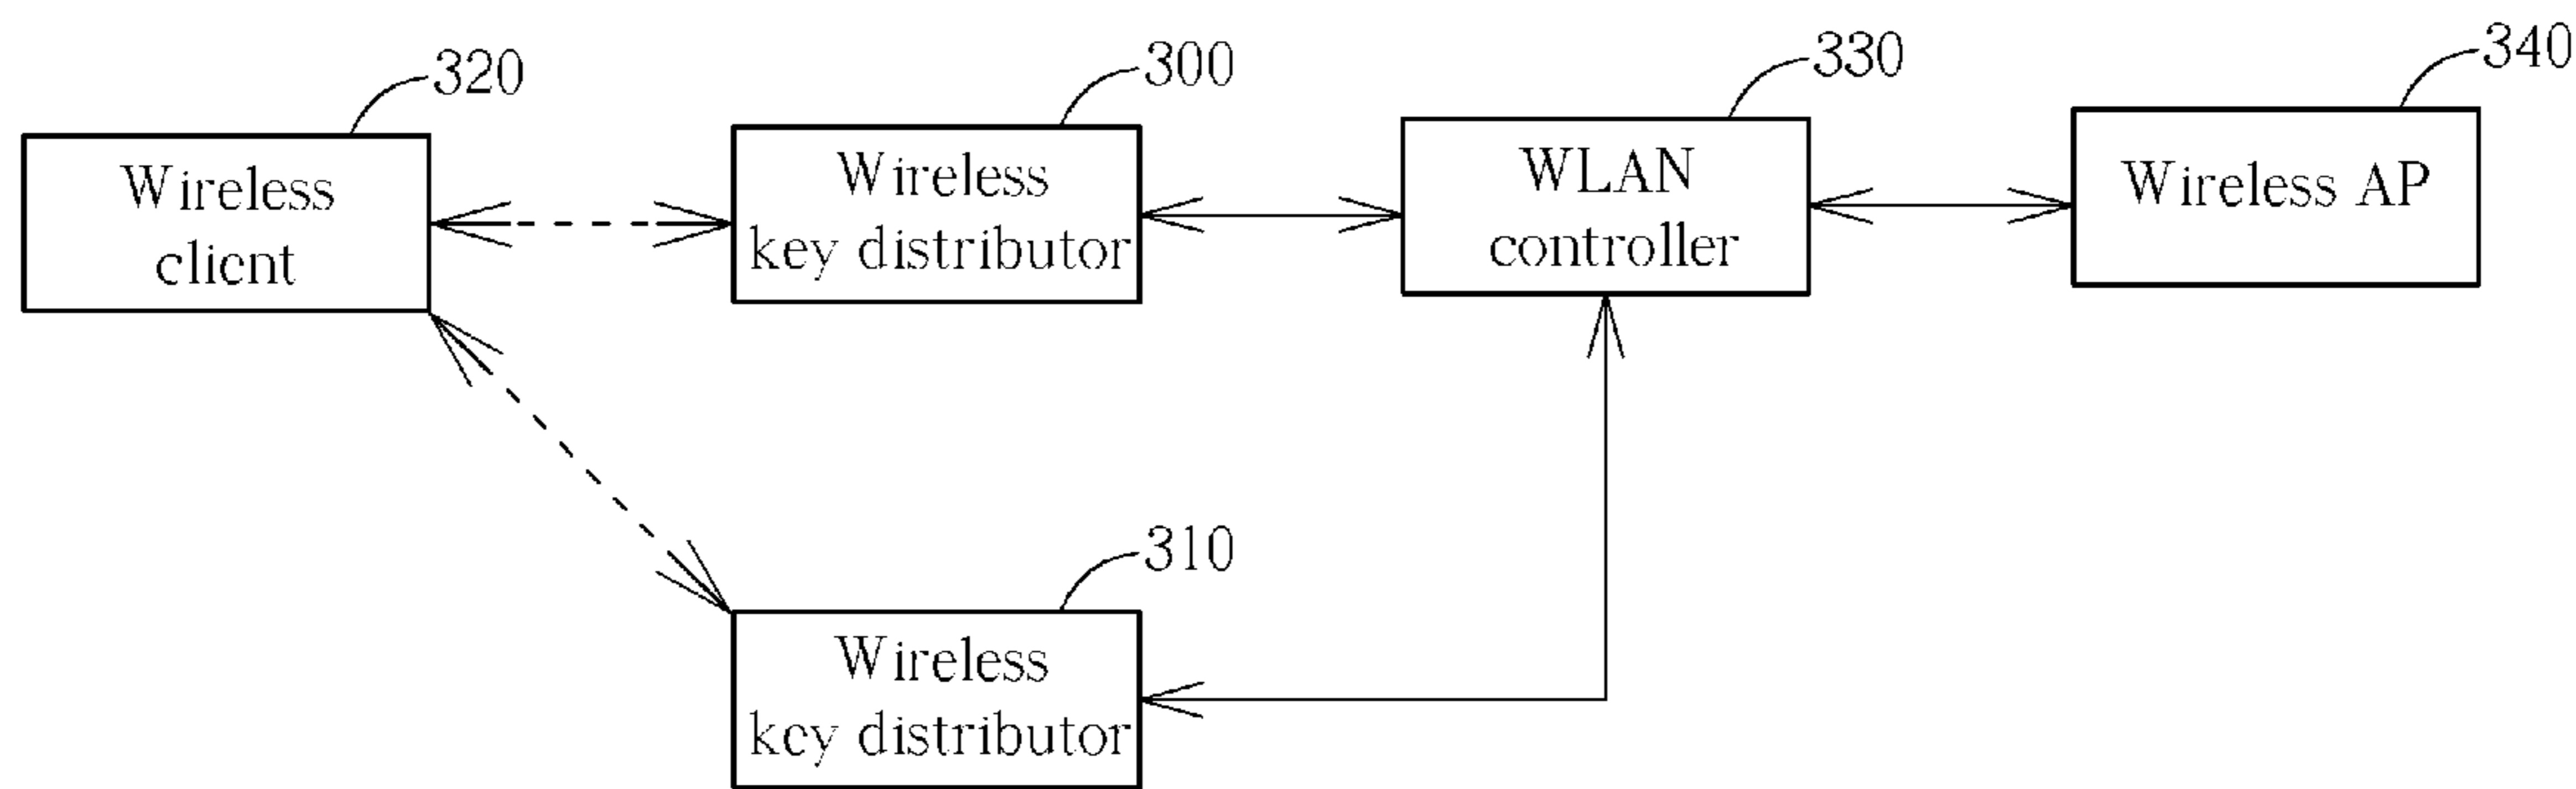 320
300
330
340
Wireless
client
Wireless
key distributor
WLAN
controller
Wireless AP
310
Wireless
key distributor